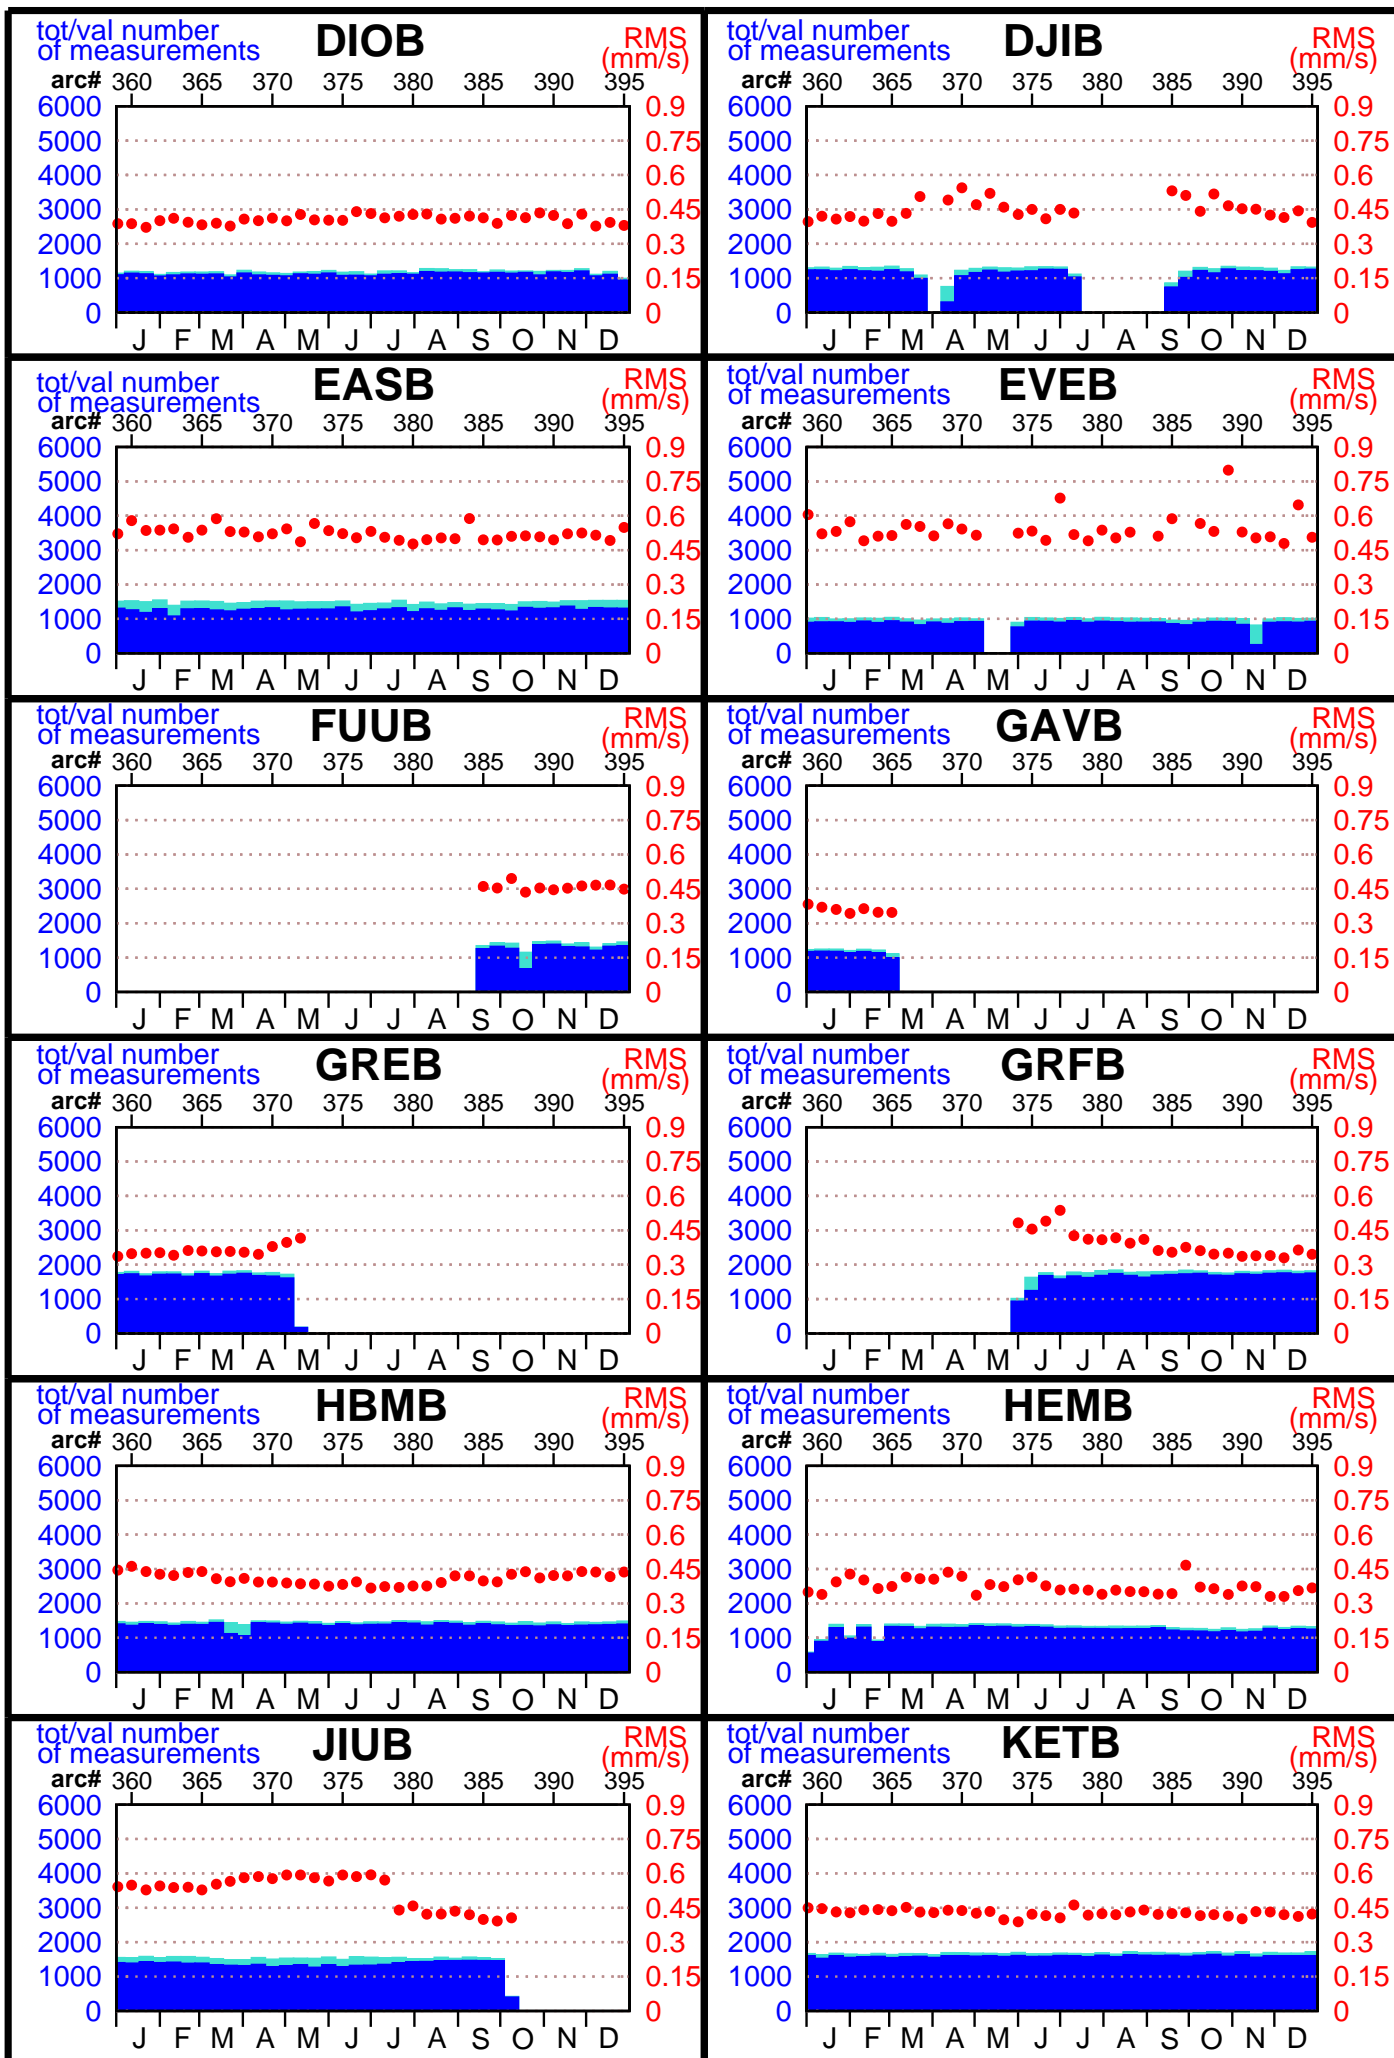 tot/val number
of measurements
DIOB
RMS
(mm/s)
arc# 360 365 370 375 380 385 390 395
6000 0.9
5000 0.75
4000 0.6
3000 0.45
2000 0.3
1000 0.15
0 0
J F M A M J J A S O N D
tot/val number
of measurements
DJIB
RMS
(mm/s)
arc# 360 365 370 375 380 385 390 395
6000 0.9
5000 0.75
4000 0.6
3000 0.45
2000 0.3
1000 0.15
0 0
J F M A M J J A S O N D
tot/val number
of measurements
EASB
RMS
(mm/s)
arc# 360 365 370 375 380 385 390 395
6000 0.9
5000 0.75
4000 0.6
3000 0.45
2000 0.3
1000 0.15
0 0
J F M A M J J A S O N D
tot/val number
of measurements
EVEB
RMS
(mm/s)
arc# 360 365 370 375 380 385 390 395
6000 0.9
5000 0.75
4000 0.6
3000 0.45
2000 0.3
1000 0.15
0 0
J F M A M J J A S O N D
tot/val number
of measurements
FUUB
RMS
(mm/s)
arc# 360 365 370 375 380 385 390 395
6000 0.9
5000 0.75
4000 0.6
3000 0.45
2000 0.3
1000 0.15
0 0
J F M A M J J A S O N D
tot/val number
of measurements
GAVB
RMS
(mm/s)
arc# 360 365 370 375 380 385 390 395
6000 0.9
5000 0.75
4000 0.6
3000 0.45
2000 0.3
1000 0.15
0 0
J F M A M J J A S O N D
tot/val number
of measurements
GREB
RMS
(mm/s)
arc# 360 365 370 375 380 385 390 395
6000 0.9
5000 0.75
4000 0.6
3000 0.45
2000 0.3
1000 0.15
0 0
J F M A M J J A S O N D
tot/val number
of measurements
GRFB
RMS
(mm/s)
arc# 360 365 370 375 380 385 390 395
6000 0.9
5000 0.75
4000 0.6
3000 0.45
2000 0.3
1000 0.15
0 0
J F M A M J J A S O N D
tot/val number
of measurements
HBMB
RMS
(mm/s)
arc# 360 365 370 375 380 385 390 395
6000 0.9
5000 0.75
4000 0.6
3000 0.45
2000 0.3
1000 0.15
0 0
J F M A M J J A S O N D
tot/val number
of measurements
HEMB
RMS
(mm/s)
arc# 360 365 370 375 380 385 390 395
6000 0.9
5000 0.75
4000 0.6
3000 0.45
2000 0.3
1000 0.15
0 0
J F M A M J J A S O N D
tot/val number
of measurements
JIUB
RMS
(mm/s)
arc# 360 365 370 375 380 385 390 395
6000 0.9
5000 0.75
4000 0.6
3000 0.45
2000 0.3
1000 0.15
0 0
J F M A M J J A S O N D
tot/val number
of measurements
KETB
RMS
(mm/s)
arc# 360 365 370 375 380 385 390 395
6000 0.9
5000 0.75
4000 0.6
3000 0.45
2000 0.3
1000 0.15
0 0
J F M A M J J A S O N D